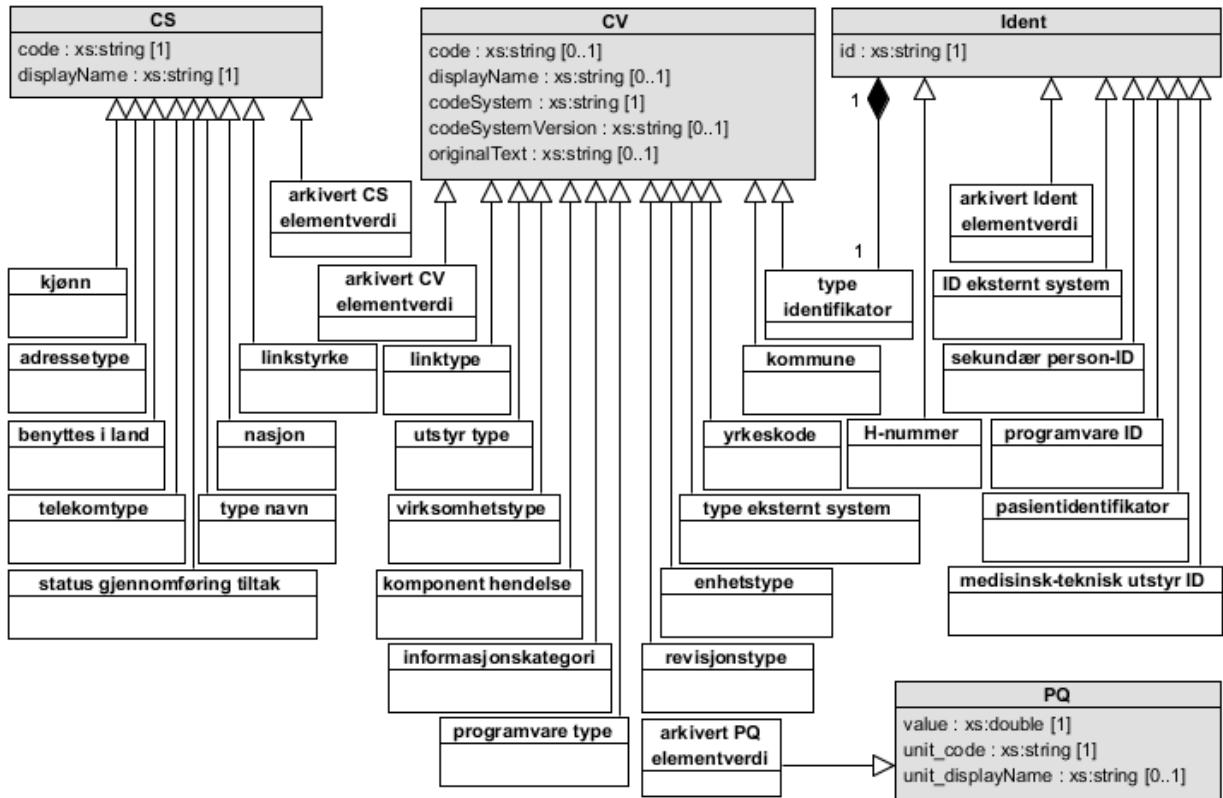 CS
code : xs:string [1]
displayName : xs:string [1]
CV
code : xs:string [0..1]
displayName : xs:string [0..1]
codeSystem : xs:string [1]
codeSystemVersion : xs:string [0..1]
originalText : xs:string [0..1]
Ident
id : xs:string [1]
1
1
arkivert CS
elementverdi
arkivert Ident
elementverdi
kjønn
arkivert CV
elementverdi
type
identifikator
ID eksternt system
adressetype
linkstyrke
linktype
kommune
sekundær person-ID
benyttes i land
nasjon
utstyr type
yrkeskode
H-nummer
programvare ID
telekomtype
type navn
virksomhetstype
type eksternt system
pasientidentifikator
status gjennomføring tiltak
komponent hendelse
enhetstype
medisinsk-teknisk utstyr ID
informasjonskategori
revisjonstype
programvare type
arkivert PQ
elementverdi
PQ
value : xs:double [1]
unit_code : xs:string [1]
unit_displayName : xs:string [0..1]